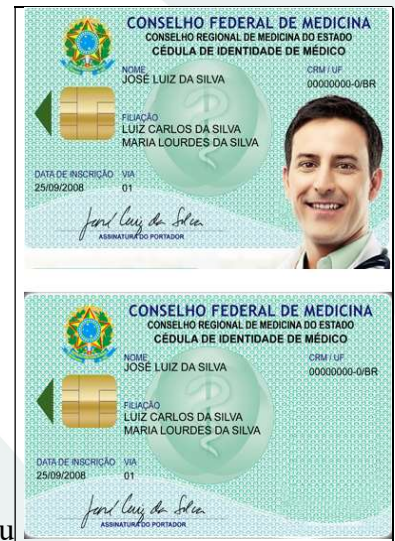 CONSELHO FEDERAL DE MEDICINA
CONSELHO REGIONAL DE MEDICINA DO ESTADO
CÉDULA DE IDENTIDADE DE MÉDICO
NOME
JOSÉ LUIZ DA SILVA
CRM / UF
00000000-0/BR
FILIAÇÃO
LUIZ CARLOS DA SILVA
MARIA LOURDES DA SILVA
DATA DE INSCRIÇÃO VIA
25/09/2008 01
José Luiz da Silva
ASSINATURA DO PORTADOR
CONSELHO FEDERAL DE MEDICINA
CONSELHO REGIONAL DE MEDICINA DO ESTADO
CÉDULA DE IDENTIDADE DE MÉDICO
NOME
JOSÉ LUIZ DA SILVA
CRM / UF
00000000-0/BR
FILIAÇÃO
LUIZ CARLOS DA SILVA
MARIA LOURDES DA SILVA
DATA DE INSCRIÇÃO VIA
25/09/2008 01
José Luiz da Silva
ASSINATURA DO PORTADOR
u